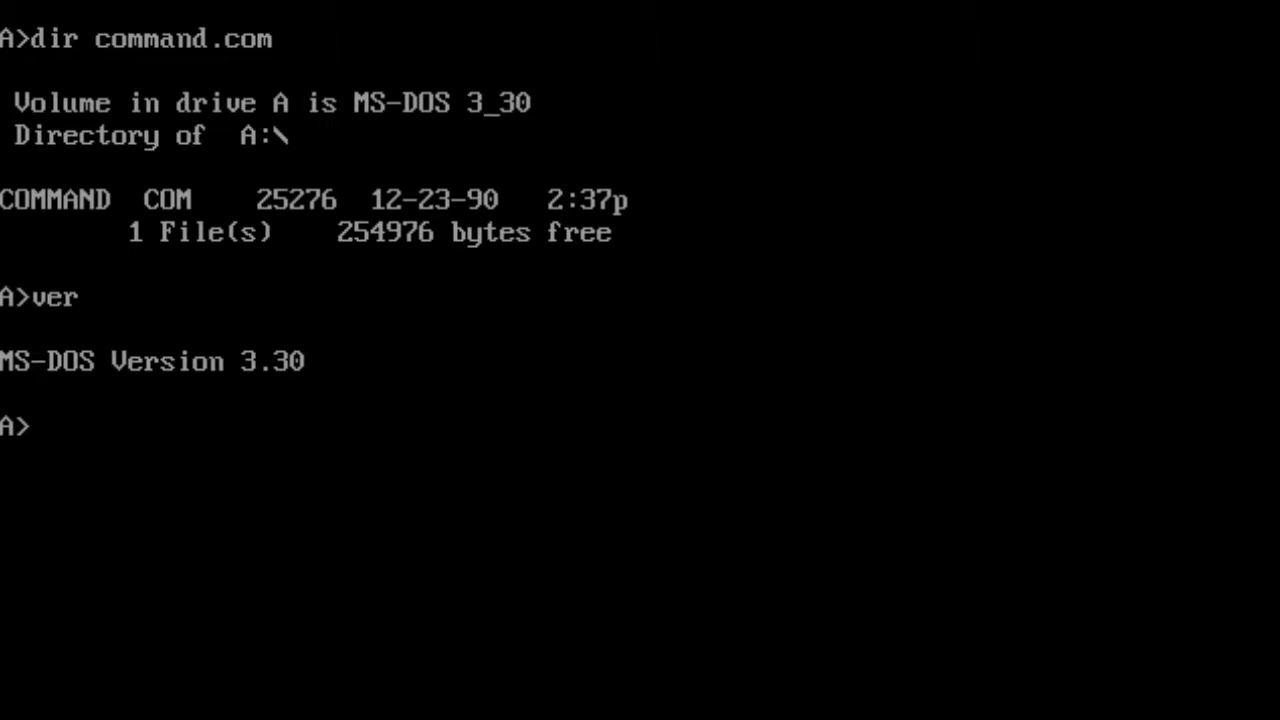 A>dir command.com
Volume in drive A is MS-DOS 3_30
Directory of  A:\
COMMAND  COM    25276  12-23-90   2:37p
1 File(s)    254976 bytes free
A>ver
MS-DOS Version 3.30
A>